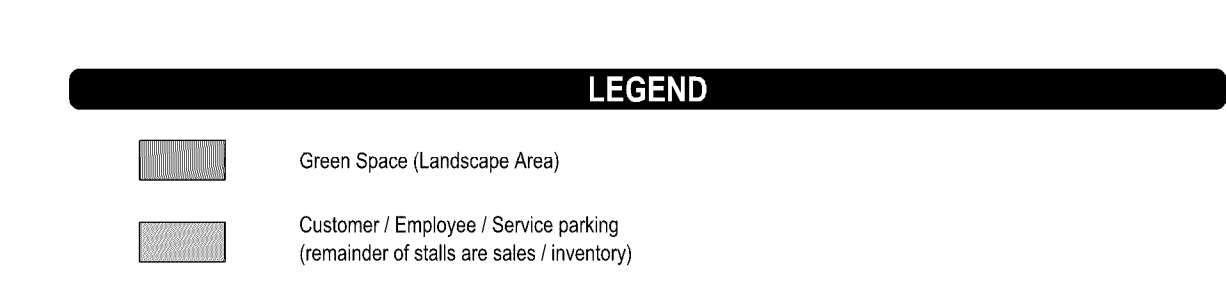 LEGEND
Green Space (Landscape Area)
Customer / Employee / Service parking
(remainder of stalls are sales / inventory)